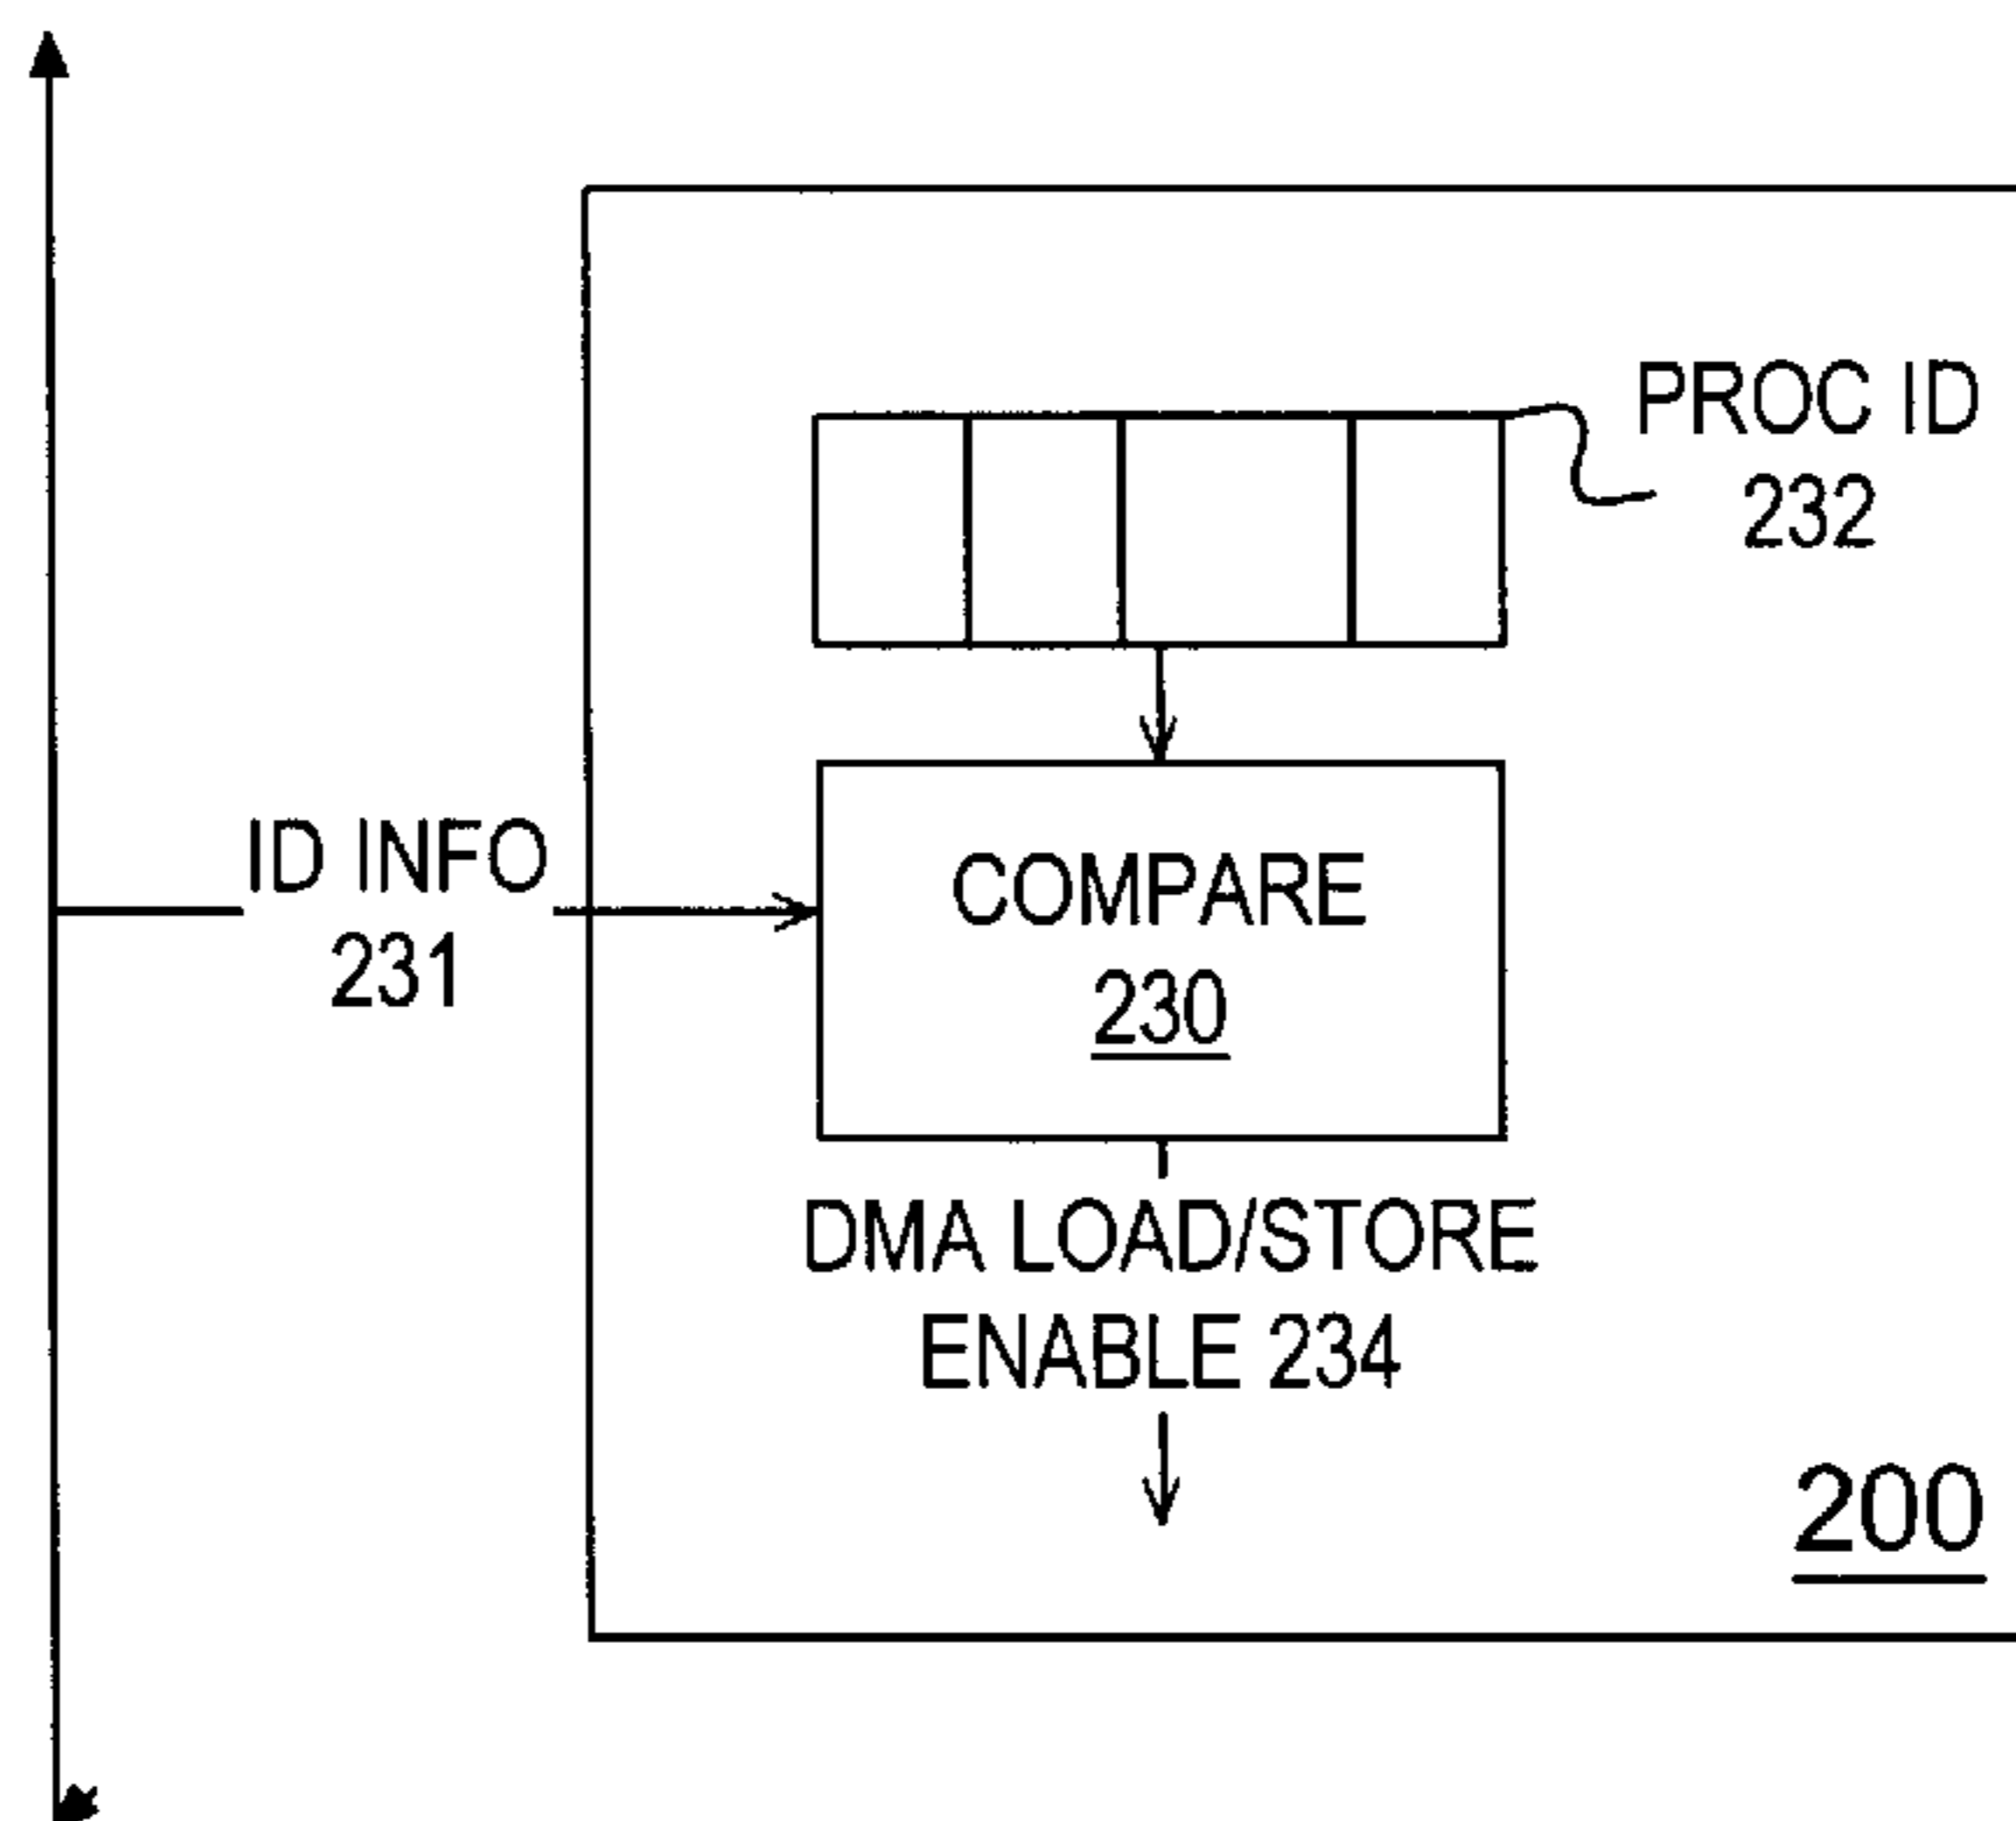 PROC ID
232
ID INFO
231
COMPARE
230
DMA LOAD/STORE
ENABLE 234
200